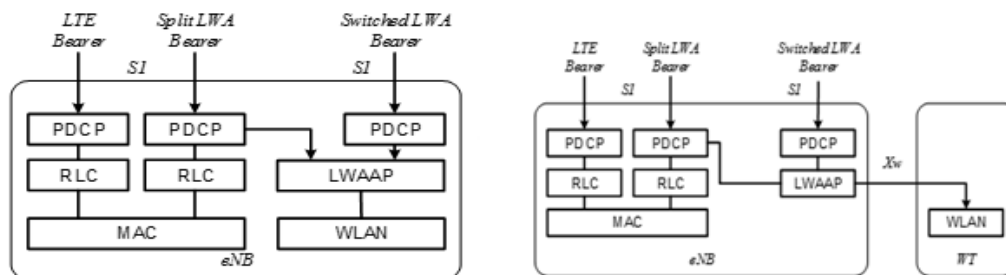 LTE Bearer
Split LWA Bearer
Switched LWA Bearer
S1
S1
PDCP
PDCP
PDCP
RLC
RLC
LWAAP
MAC
WLAN
eNB
LTE Bearer
Split LWA Bearer
Switched LWA Bearer
S1
S1
PDCP
PDCP
PDCP
Xw
RLC
RLC
LWAAP
MAC
WLAN
eNB
WT